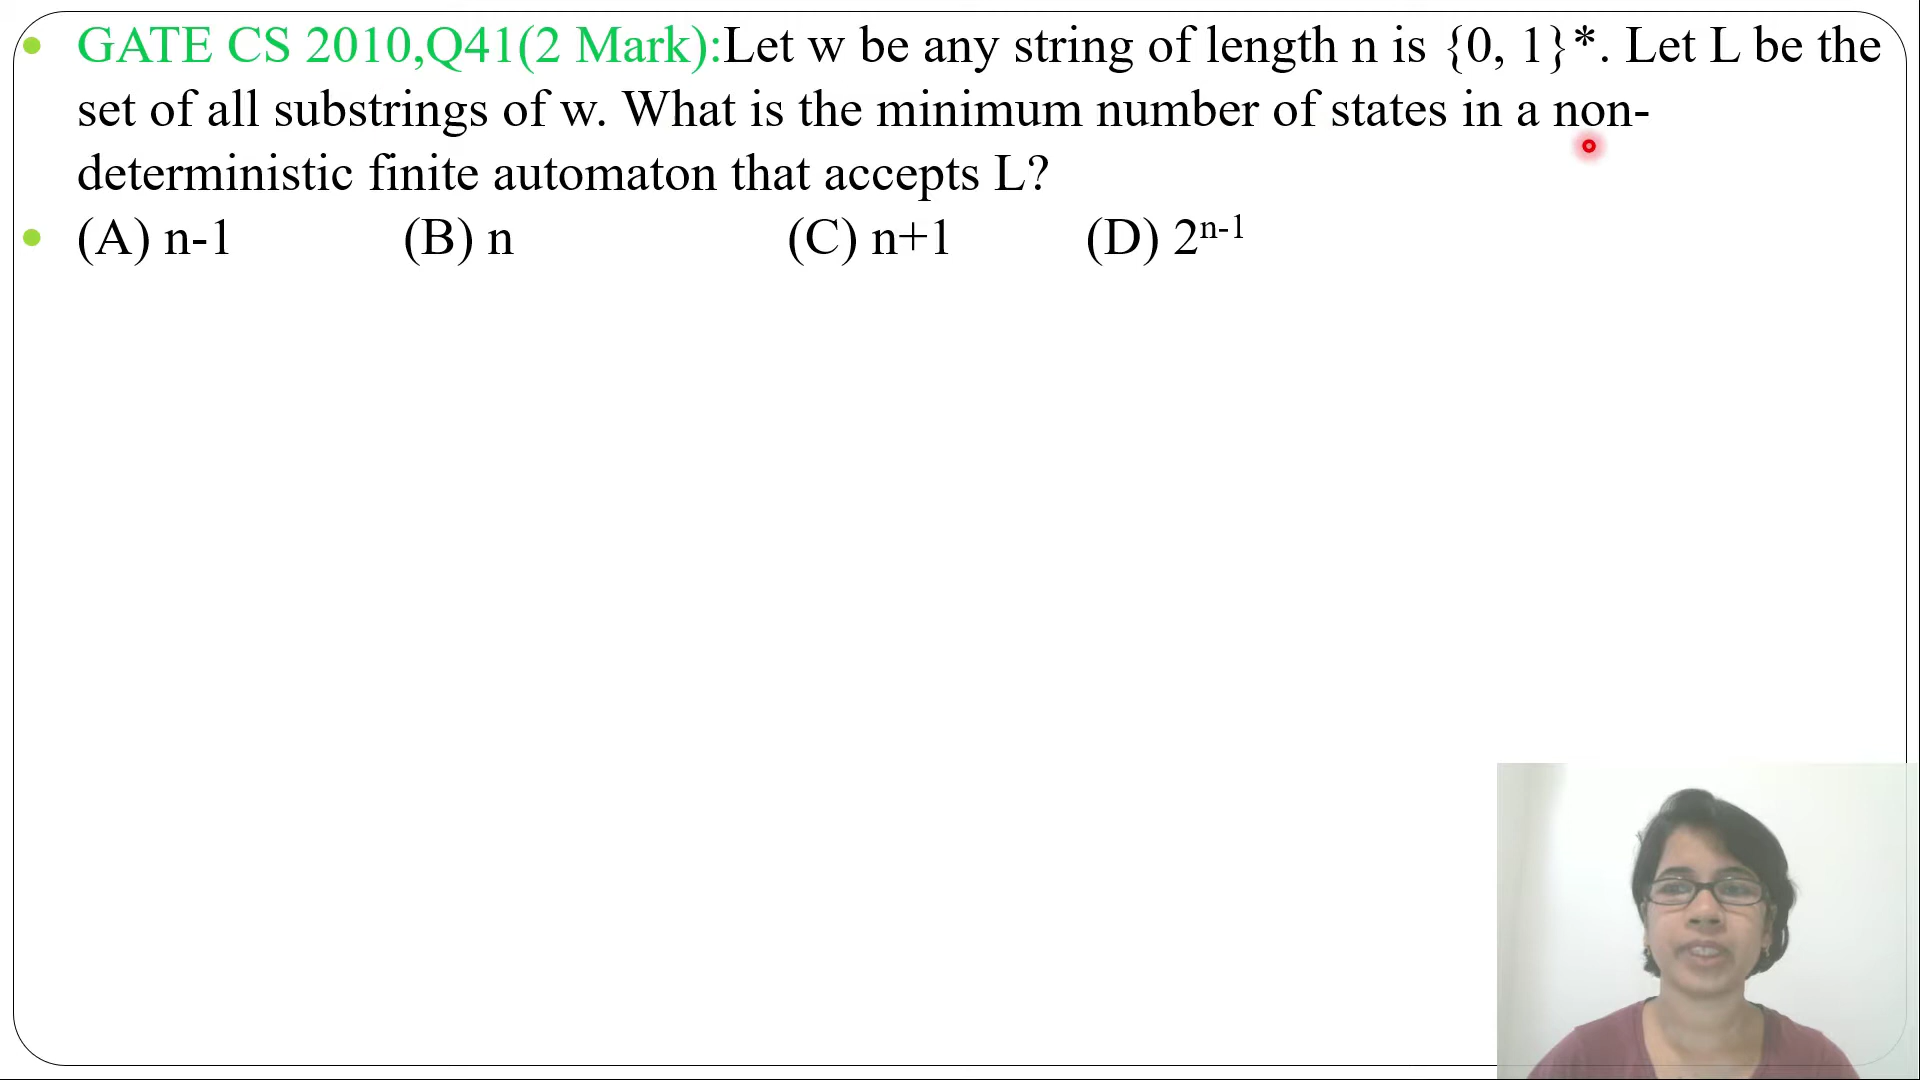 GATE CS 2010,Q41(2 Mark):Let w be any string of length n is {0, 1}*. Let L be the
set of all substrings of w. What is the minimum number of states in a non-
deterministic finite automaton that accepts L?
(A) n-1 (B) n (C) n+1 (D) 2ⁿ⁻¹